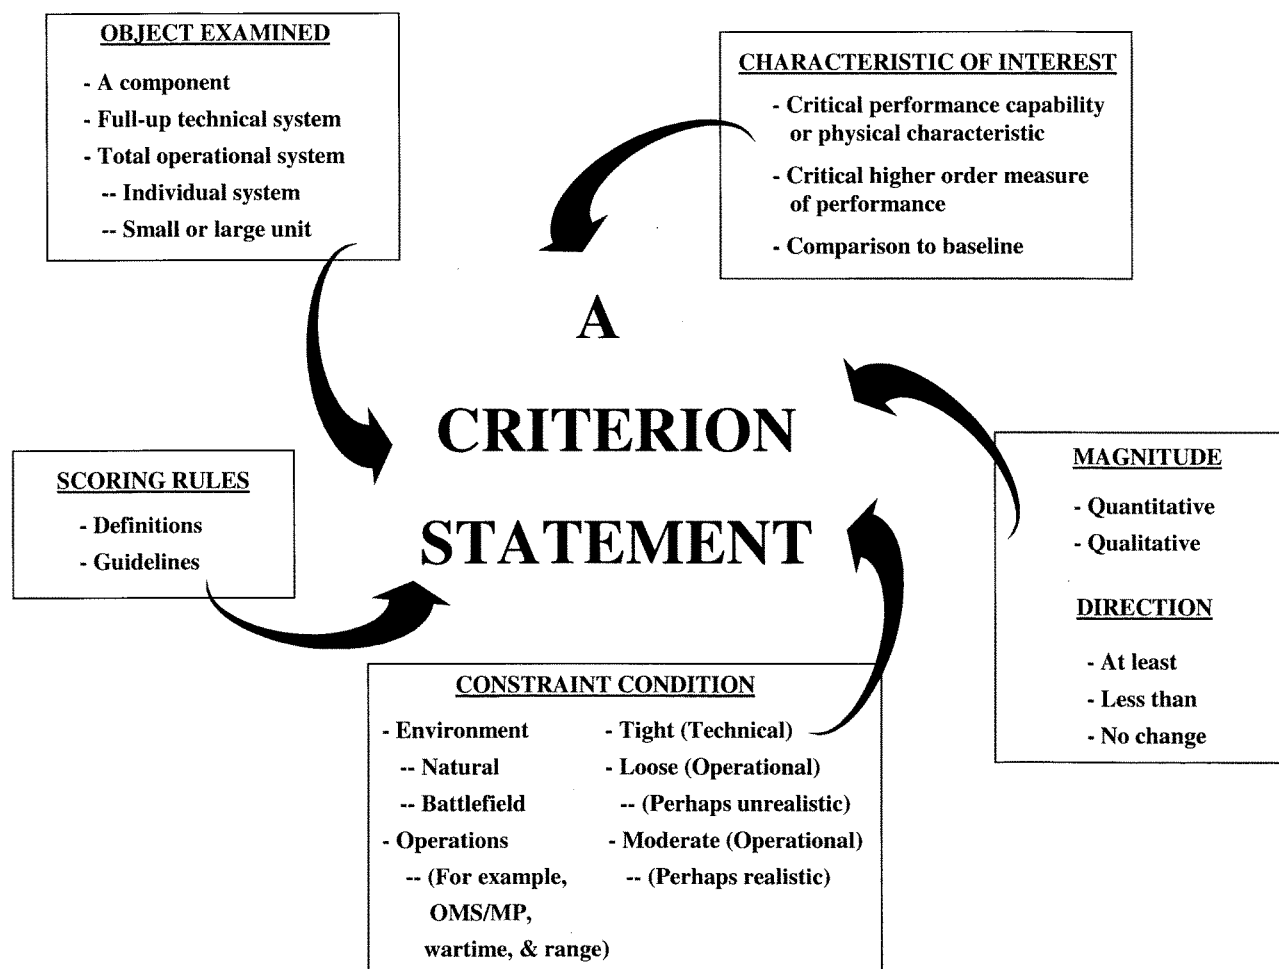 OBJECT EXAMINED
- A component
- Full-up technical system
- Total operational system
-- Individual system
-- Small or large unit
CHARACTERISTIC OF INTEREST
- Critical performance capability
or physical characteristic
- Critical higher order measure
of performance
- Comparison to baseline
A
CRITERION
STATEMENT
SCORING RULES
- Definitions
- Guidelines
MAGNITUDE
- Quantitative
- Qualitative
DIRECTION
- At least
- Less than
- No change
CONSTRAINT CONDITION
- Environment
-- Natural
-- Battlefield
- Operations
-- (For example,
OMS/MP,
wartime, & range)
- Tight (Technical)
- Loose (Operational)
-- (Perhaps unrealistic)
- Moderate (Operational)
-- (Perhaps realistic)